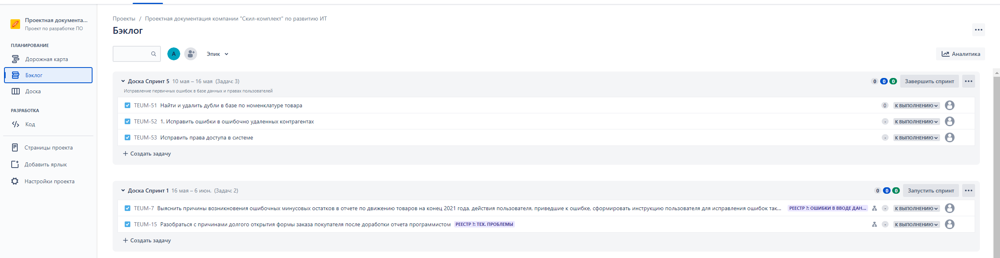 Проектная документа...
Проект по разработке ПО
ПЛАНИРОВАНИЕ
Дорожная карта
Бэклог
Доска
РАЗРАБОТКА
Код
Страницы проекта
Добавить ярлык
Настройки проекта
Проекты / Проектная документация компании "Скил-комплект" по развитию ИТ
Бэклог
А Эпик
Аналитика
Доска Спринт 5 10 мая – 16 мая (Задач: 3) 0 0 0 Завершить спринт
Исправление первичных ошибок в базе данных и правах пользователей
TEUM-51 Найти и удалить дубли в базе по номенклатуре товара 0 К ВЫПОЛНЕНИЮ
TEUM-52 1. Исправить ошибки в ошибочно удаленных контрагентах - К ВЫПОЛНЕНИЮ
TEUM-53 Исправить права доступа в системе - К ВЫПОЛНЕНИЮ
+ Создать задачу
Доска Спринт 1 16 мая – 6 июн. (Задач: 2) 0 0 0 Запустить спринт
TEUM-7 Выяснить причины возникновения ошибочных минусовых остатков в отчете по движению товаров на конец 2021 года, действия пользователя, приведшие к ошибке, сформировать инструкцию пользователя для исправления ошибок так... РЕЕСТР ?: ОШИБКИ В ВВОДЕ ДАН... - К ВЫПОЛНЕНИЮ
TEUM-15 Разобраться с причинами долгого открытия формы заказа покупателя после доработки отчета программистом РЕЕСТР ?: ТЕХ. ПРОБЛЕМЫ - К ВЫПОЛНЕНИЮ
+ Создать задачу